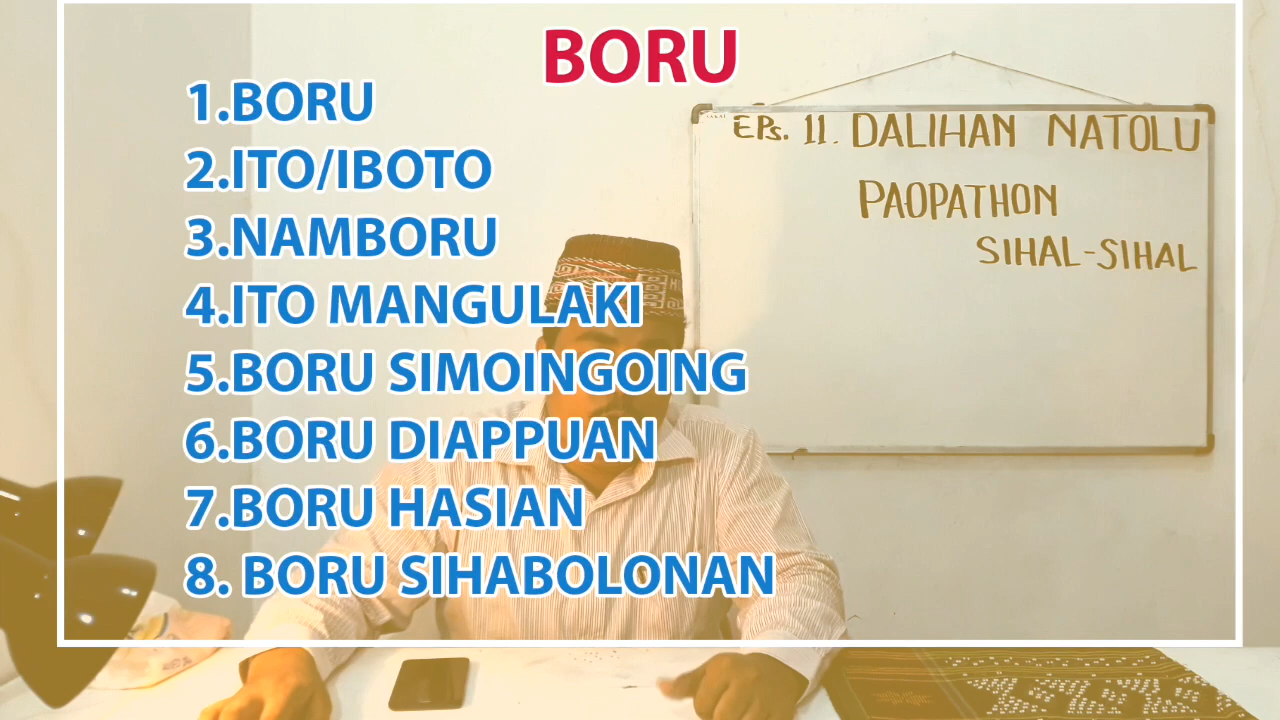 BORU
1.BORU
2.ITO/IBOTO
3.NAMBORU
4.ITO MANGULAKI
5.BORU SIMOINGOING
6.BORU DIAPPUAN
7.BORU HASIAN
8. BORU SIHABOLONAN
EPs. 11. DALIHAN NATOLU
PAOPATHON
SIHAL-SIHAL